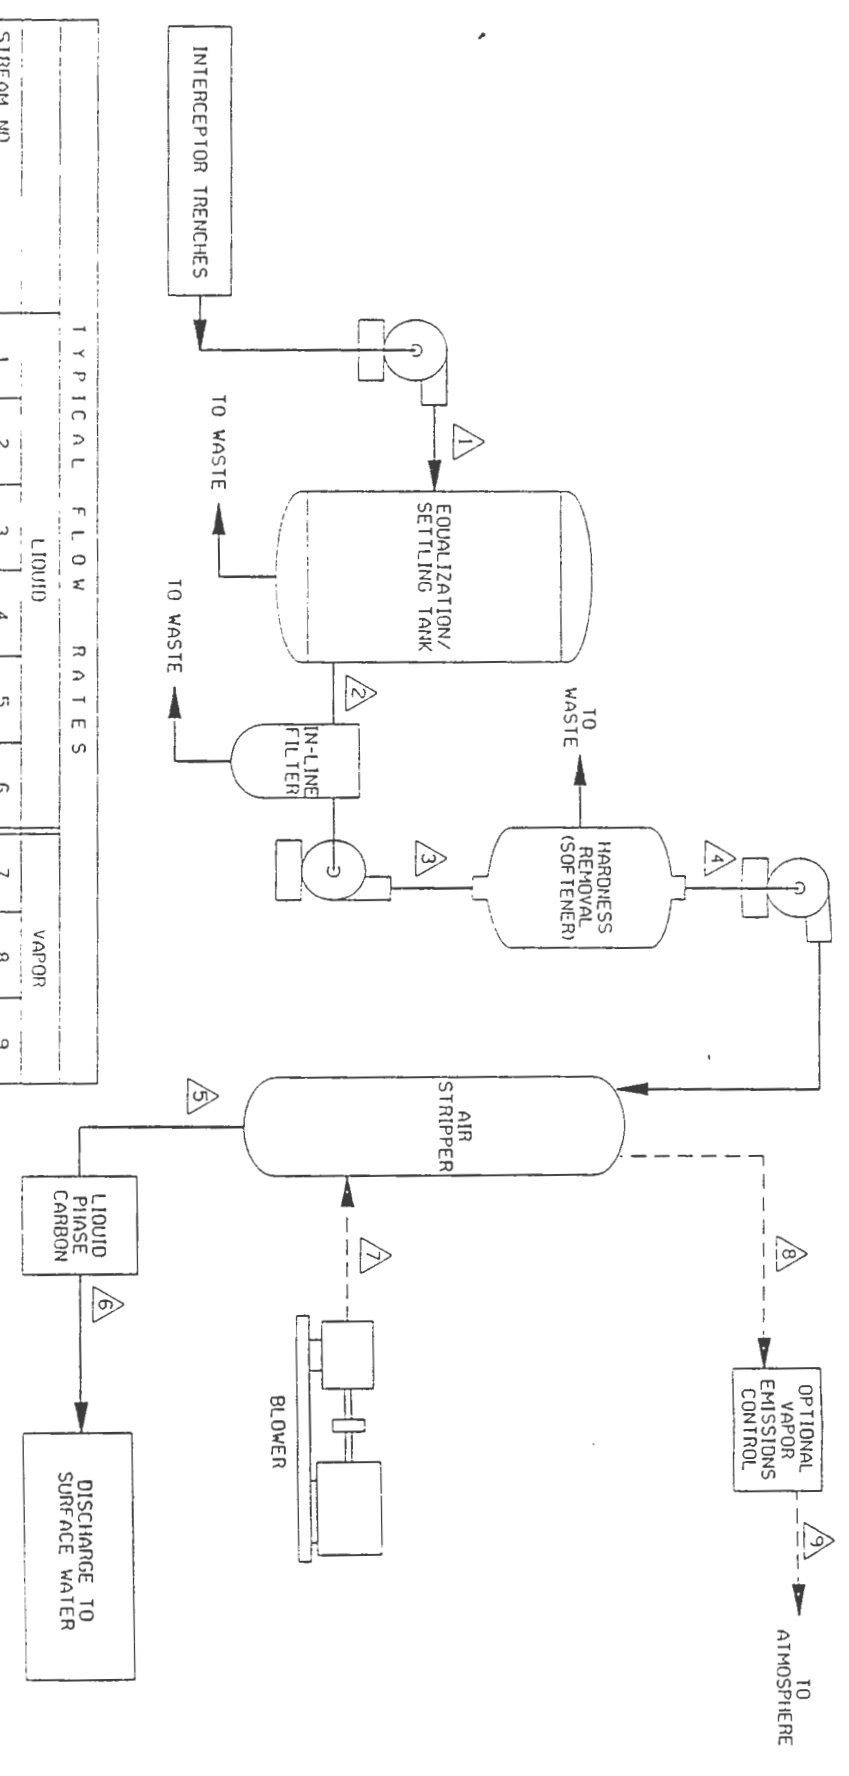 INTERCEPTOR TRENCHES
1
TO WASTE
EQUALIZATION/
SETTLING TANK
2
TO WASTE
IN-LINE
FILTER
3
TO
WASTE
HARDNESS
REMOVAL
(SOFTENER)
4
AIR
STRIPPER
5
LIQUID
PHASE
CARBON
6
DISCHARGE TO
SURFACE WATER
7
BLOWER
8
OPTIONAL
VAPOR
EMISSIONS
CONTROL
9
TO
ATMOSPHERE
TYPICAL FLOW RATES
LIQUID VAPOR
STREAM NO. 1 2 3 4 5 6 7 8 9